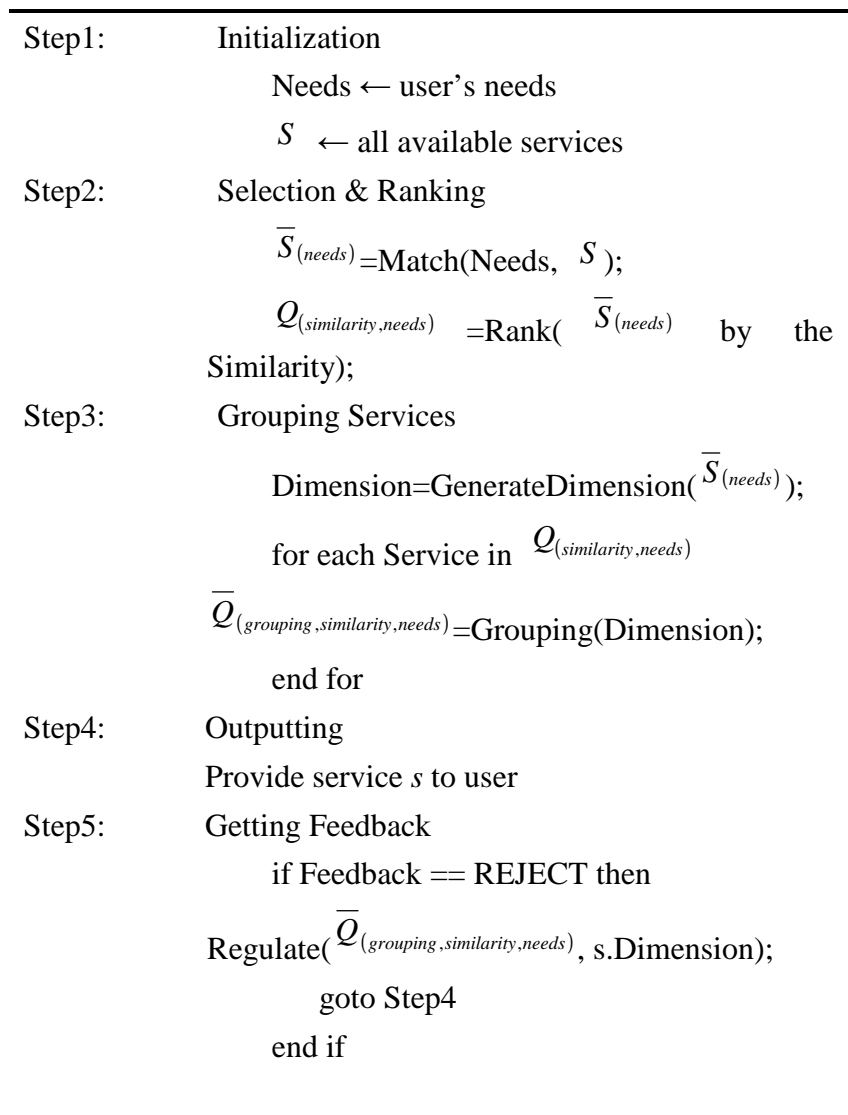 Step1: Initialization
Needs ← user's needs
S ← all available services
Step2: Selection & Ranking
S̅(needs)=Match(Needs, S );
Q(similarity,needs) =Rank( S̅(needs) by the
Similarity);
Step3: Grouping Services
Dimension=GenerateDimension(S̅(needs));
for each Service in Q(similarity,needs)
Q̅(grouping,similarity,needs)=Grouping(Dimension);
end for
Step4: Outputting
Provide service s to user
Step5: Getting Feedback
if Feedback == REJECT then
Regulate(Q̅(grouping,similarity,needs), s.Dimension);
goto Step4
end if